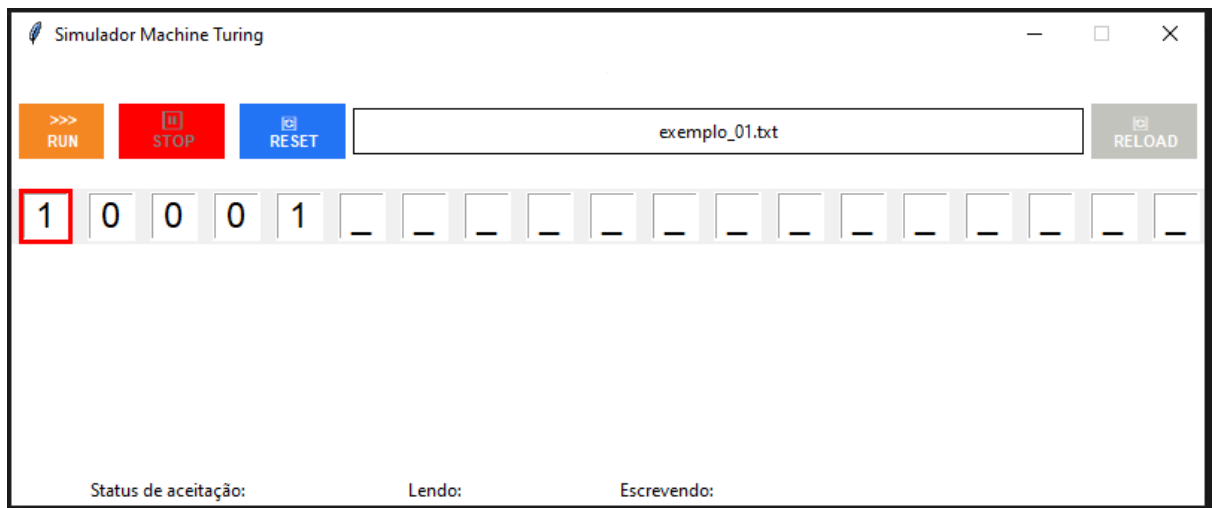 Simulador Machine Turing
>>> RUN
STOP
RESET
exemplo_01.txt
RELOAD
1 0 0 0 1 _ _ _ _ _ _ _ _ _ _ _ _ _ _
Status de aceitação: Lendo: Escrevendo: